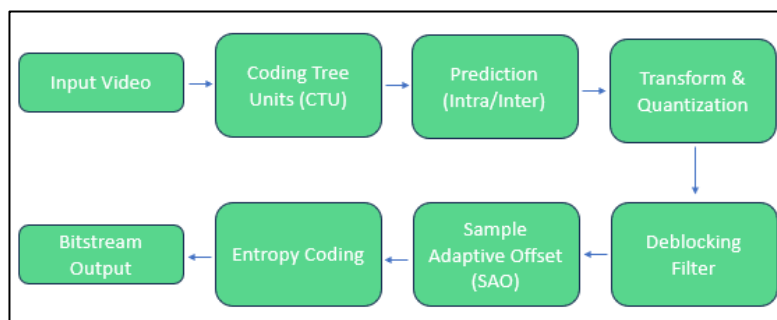 Input Video
Coding Tree
Units (CTU)
Prediction
(Intra/Inter)
Transform &
Quantization
Bitstream
Output
Entropy Coding
Sample
Adaptive Offset
(SAO)
Deblocking
Filter